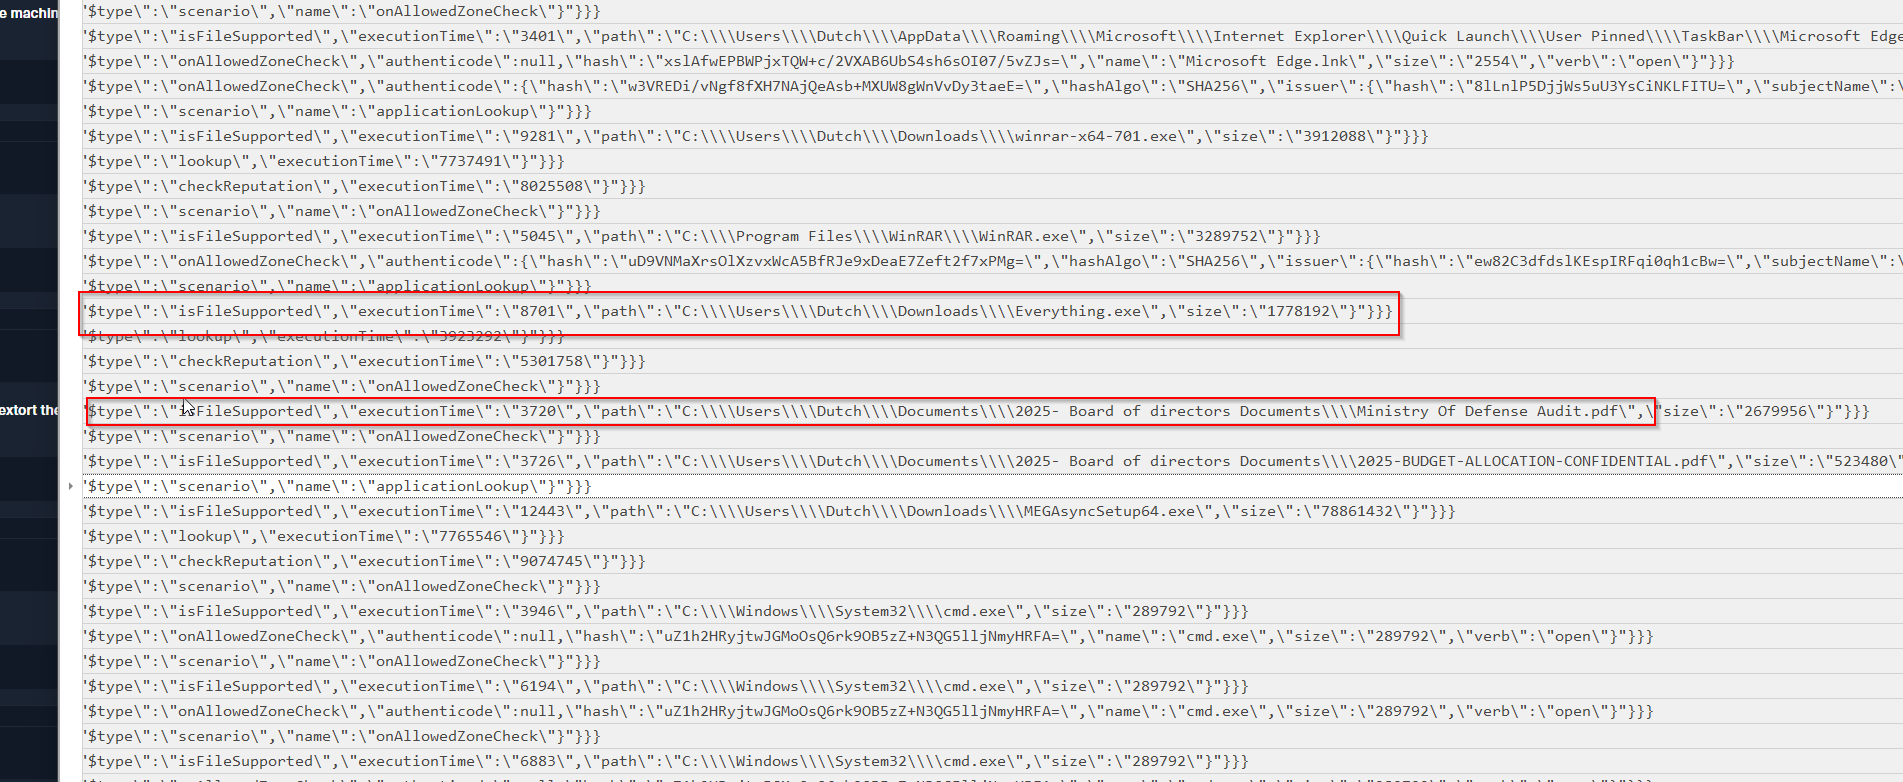 e machin
extort the
'$type\":\"scenario\",\"name\":\"onAllowedZoneCheck\"}"}}}
'$type\":\"isFileSupported\",\"executionTime\":\"3401\",\"path\":\"C:\\\\Users\\\\Dutch\\\\AppData\\\\Roaming\\\\Microsoft\\\\Internet Explorer\\\\Quick Launch\\\\User Pinned\\\\TaskBar\\\\Microsoft Edge
'$type\":\"onAllowedZoneCheck\",\"authenticode\":null,\"hash\":\"xslAfwEPBWPjxTQW+c/2VXAB6UbS4sh6sOI07/5vZJs=\",\"name\":\"Microsoft Edge.lnk\",\"size\":\"2554\",\"verb\":\"open\"}"}}}
'$type\":\"onAllowedZoneCheck\",\"authenticode\":{\"hash\":\"w3VREDi/vNgf8fXH7NAjQeAsb+MXUW8gWnVvDy3taeE=\",\"hashAlgo\":\"SHA256\",\"issuer\":{\"hash\":\"8lLnlP5DjjWs5uU3YsCiNKLFITU=\",\"subjectName\":\
'$type\":\"scenario\",\"name\":\"applicationLookup\"}"}}}
'$type\":\"isFileSupported\",\"executionTime\":\"9281\",\"path\":\"C:\\\\Users\\\\Dutch\\\\Downloads\\\\winrar-x64-701.exe\",\"size\":\"3912088\"}"}}}
'$type\":\"lookup\",\"executionTime\":\"7737491\"}"}}}
'$type\":\"checkReputation\",\"executionTime\":\"8025508\"}"}}}
'$type\":\"scenario\",\"name\":\"onAllowedZoneCheck\"}"}}}
'$type\":\"isFileSupported\",\"executionTime\":\"5045\",\"path\":\"C:\\\\Program Files\\\\WinRAR\\\\WinRAR.exe\",\"size\":\"3289752\"}"}}}
'$type\":\"onAllowedZoneCheck\",\"authenticode\":{\"hash\":\"uD9VNMaXrsOlXzvxWcA5BfRJe9xDeaE7Zeft2f7xPMg=\",\"hashAlgo\":\"SHA256\",\"issuer\":{\"hash\":\"ew82C3dfdslKEspIRFqi0qh1cBw=\",\"subjectName\":\
'$type\":\"scenario\",\"name\":\"applicationLookup\"}"}}}
'$type\":\"isFileSupported\",\"executionTime\":\"8701\",\"path\":\"C:\\\\Users\\\\Dutch\\\\Downloads\\\\Everything.exe\",\"size\":\"1778192\"}"}}}
'$type\":\"lookup\",\"executionTime\":\"3923292\"}"}}}
'$type\":\"checkReputation\",\"executionTime\":\"5301758\"}"}}}
'$type\":\"scenario\",\"name\":\"onAllowedZoneCheck\"}"}}}
'$type\":\"isFileSupported\",\"executionTime\":\"3720\",\"path\":\"C:\\\\Users\\\\Dutch\\\\Documents\\\\2025- Board of directors Documents\\\\Ministry Of Defense Audit.pdf\",\"size\":\"2679956\"}"}}}
'$type\":\"scenario\",\"name\":\"onAllowedZoneCheck\"}"}}}
'$type\":\"isFileSupported\",\"executionTime\":\"3726\",\"path\":\"C:\\\\Users\\\\Dutch\\\\Documents\\\\2025- Board of directors Documents\\\\2025-BUDGET-ALLOCATION-CONFIDENTIAL.pdf\",\"size\":\"523480\"
'$type\":\"scenario\",\"name\":\"applicationLookup\"}"}}}
'$type\":\"isFileSupported\",\"executionTime\":\"12443\",\"path\":\"C:\\\\Users\\\\Dutch\\\\Downloads\\\\MEGAsyncSetup64.exe\",\"size\":\"78861432\"}"}}}
'$type\":\"lookup\",\"executionTime\":\"7765546\"}"}}}
'$type\":\"checkReputation\",\"executionTime\":\"9074745\"}"}}}
'$type\":\"scenario\",\"name\":\"onAllowedZoneCheck\"}"}}}
'$type\":\"isFileSupported\",\"executionTime\":\"3946\",\"path\":\"C:\\\\Windows\\\\System32\\\\cmd.exe\",\"size\":\"289792\"}"}}}
'$type\":\"onAllowedZoneCheck\",\"authenticode\":null,\"hash\":\"uZ1h2HRyjtwJGMoOsQ6rk9OB5zZ+N3QG5lljNmyHRFA=\",\"name\":\"cmd.exe\",\"size\":\"289792\",\"verb\":\"open\"}"}}}
'$type\":\"scenario\",\"name\":\"onAllowedZoneCheck\"}"}}}
'$type\":\"isFileSupported\",\"executionTime\":\"6194\",\"path\":\"C:\\\\Windows\\\\System32\\\\cmd.exe\",\"size\":\"289792\"}"}}}
'$type\":\"onAllowedZoneCheck\",\"authenticode\":null,\"hash\":\"uZ1h2HRyjtwJGMoOsQ6rk9OB5zZ+N3QG5lljNmyHRFA=\",\"name\":\"cmd.exe\",\"size\":\"289792\",\"verb\":\"open\"}"}}}
'$type\":\"scenario\",\"name\":\"onAllowedZoneCheck\"}"}}}
'$type\":\"isFileSupported\",\"executionTime\":\"6883\",\"path\":\"C:\\\\Windows\\\\System32\\\\cmd.exe\",\"size\":\"289792\"}"}}}